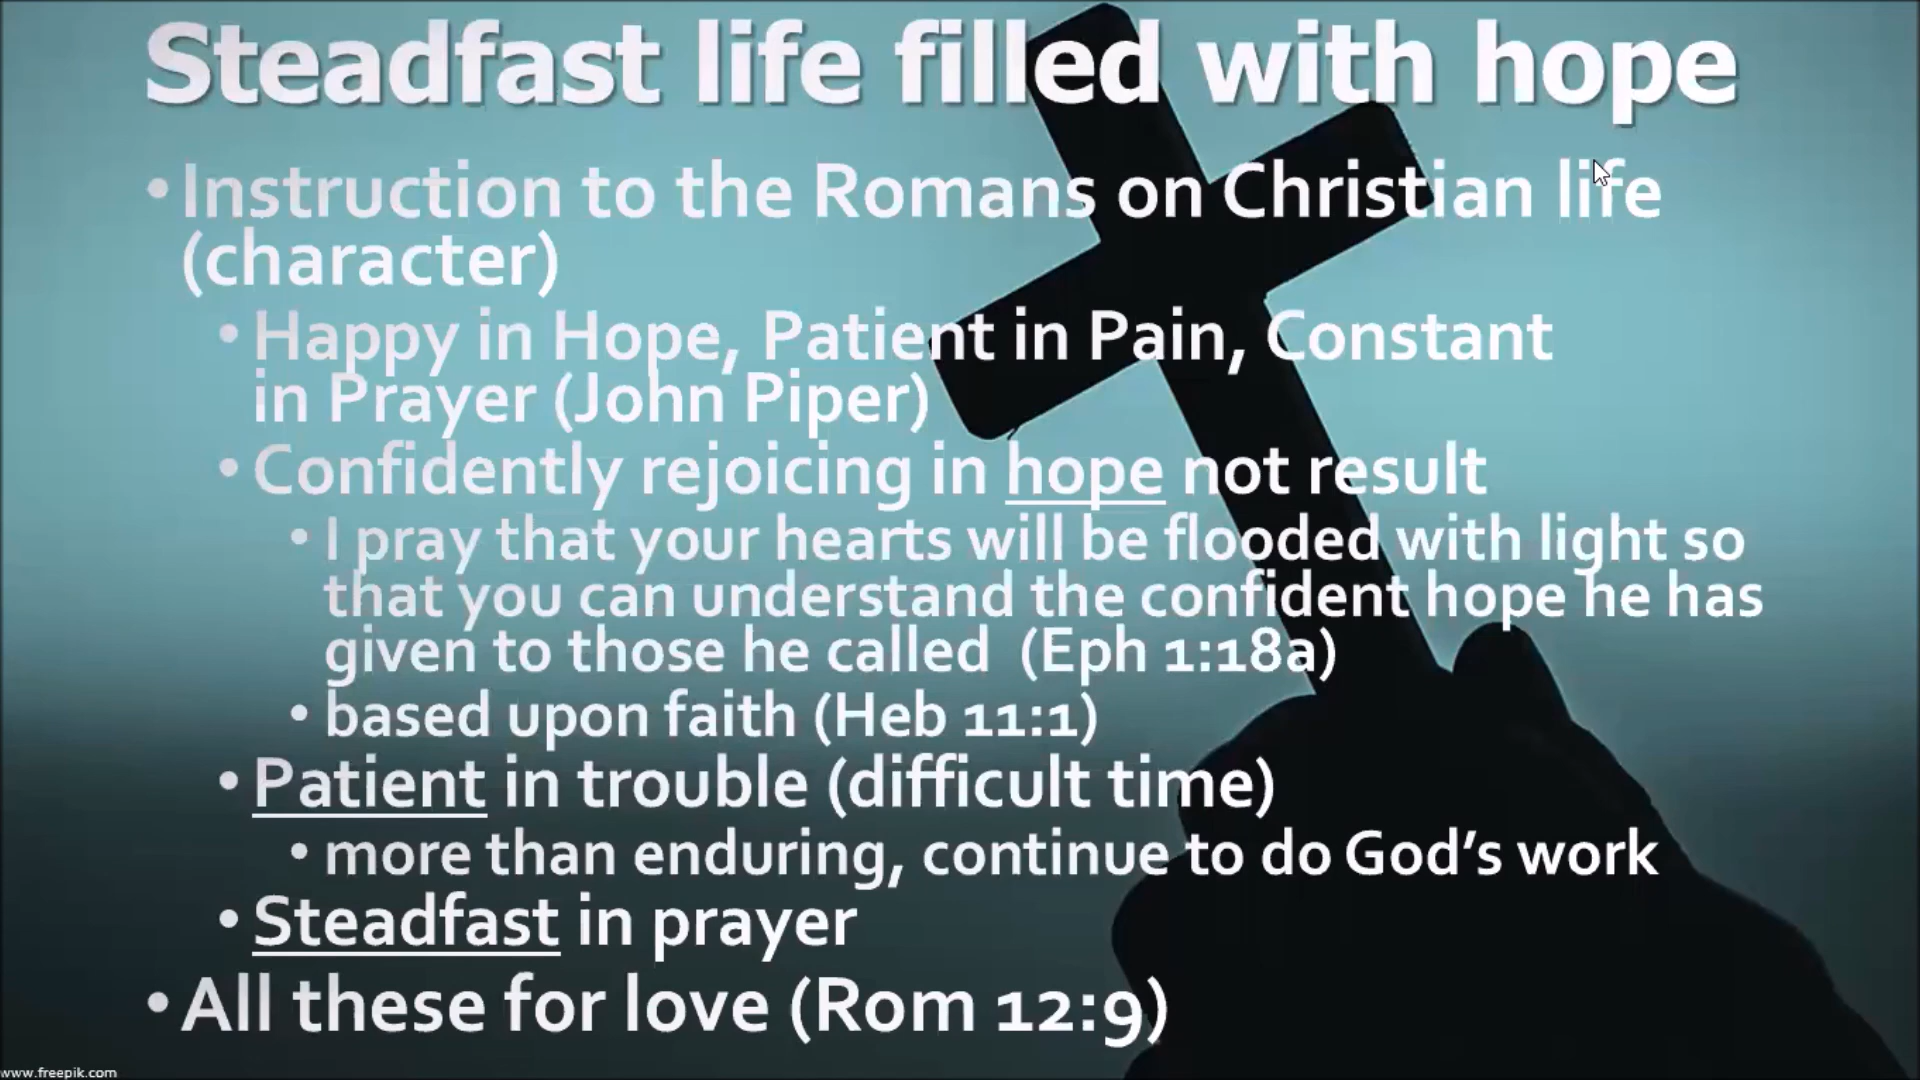 Steadfast life filled with hope
• Instruction to the Romans on Christian life
(character)
• Happy in Hope, Patient in Pain, Constant
in Prayer (John Piper)
• Confidently rejoicing in hope not result
• I pray that your hearts will be flooded with light so
that you can understand the confident hope he has
given to those he called (Eph 1:18a)
• based upon faith (Heb 11:1)
• Patient in trouble (difficult time)
• more than enduring, continue to do God’s work
• Steadfast in prayer
• All these for love (Rom 12:9)
www.freepik.com